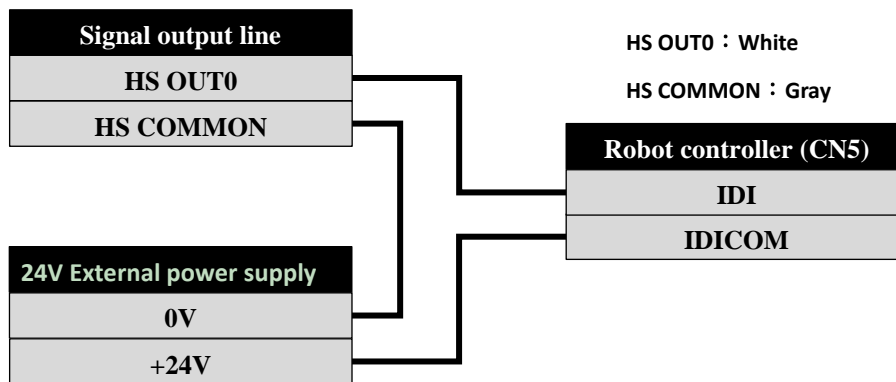 Signal output line
HS OUT0
HS COMMON
HS OUT0：White
HS COMMON：Gray
Robot controller (CN5)
IDI
IDICOM
24V External power supply
0V
+24V